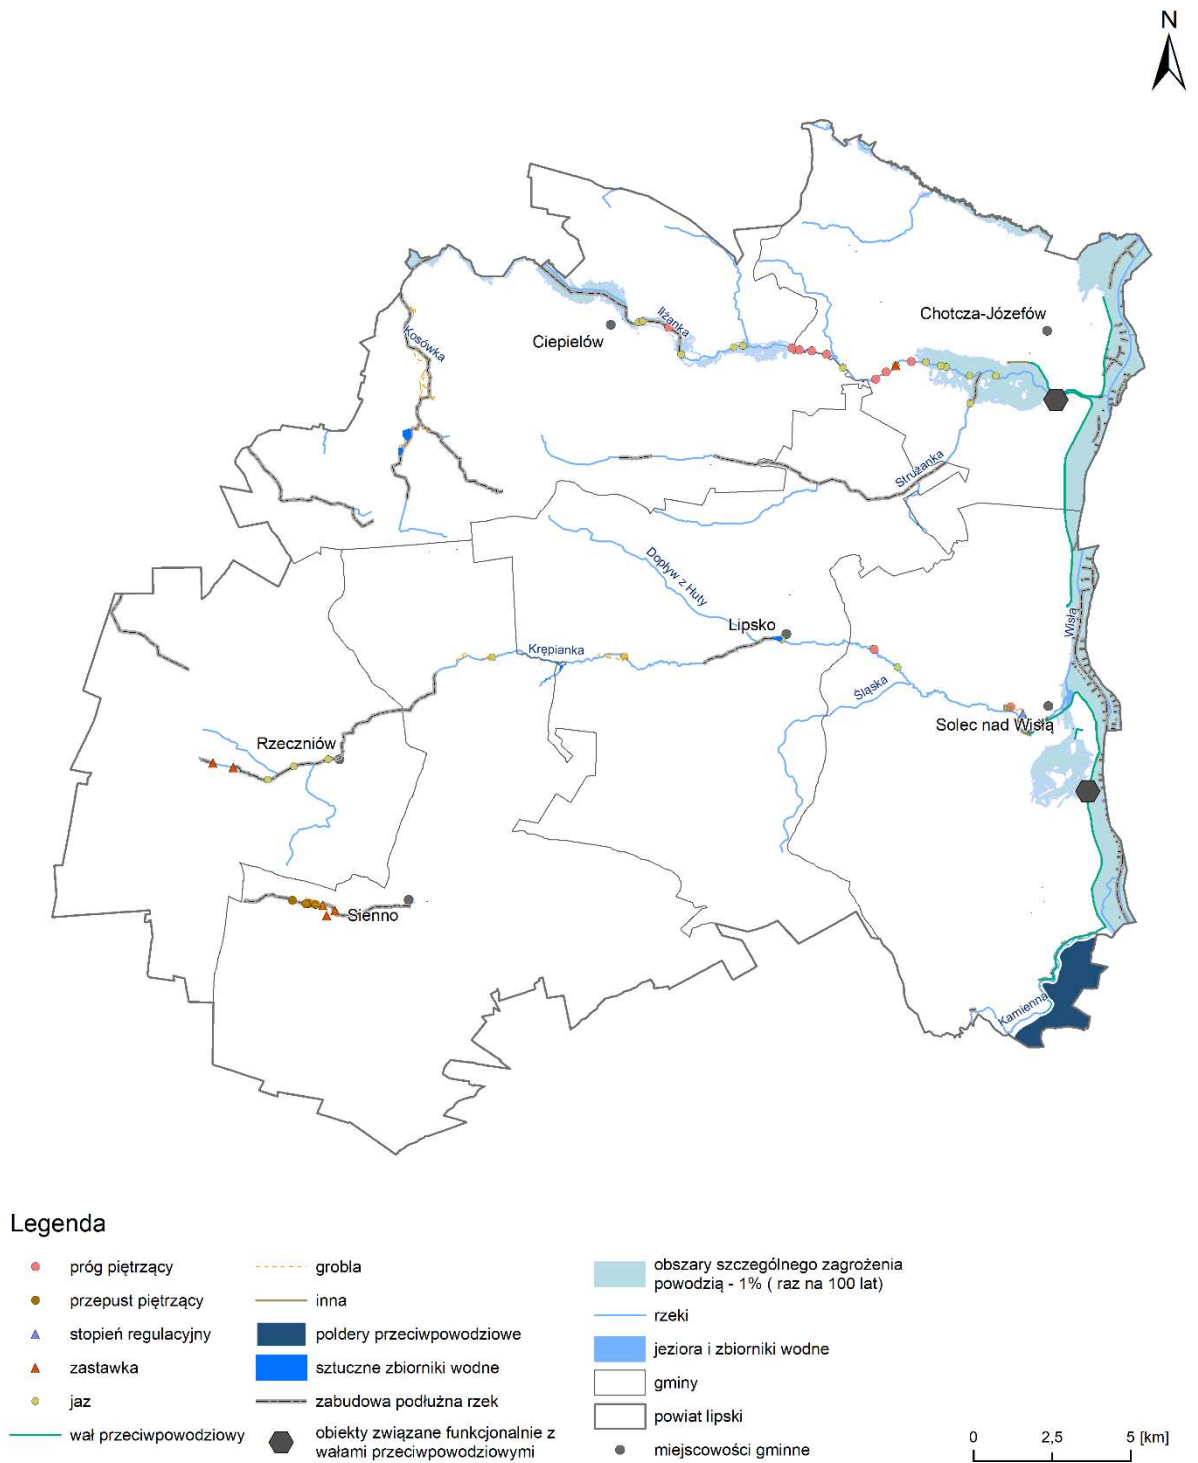 N
Chotcza-Józefów
Iłżanka
Ciepielów
Kosówka
Strużanka
Dopływ z Huty
Lipsko
Wisła
Krępianka
Śląska
Solec nad Wisłą
Rzeczniów
Sienno
Kamienna
Legenda
próg piętrzący
przepust piętrzący
stopień regulacyjny
zastawka
jaz
wał przeciwpowodziowy
grobla
inna
poldery przeciwpowodziowe
sztuczne zbiorniki wodne
zabudowa podłużna rzek
obiekty związane funkcjonalnie z
wałami przeciwpowodziowymi
obszary szczególnego zagrożenia
powodzią - 1% ( raz na 100 lat)
rzeki
jeziora i zbiorniki wodne
gminy
powiat lipski
miejscowości gminne
0 2,5 5 [km]